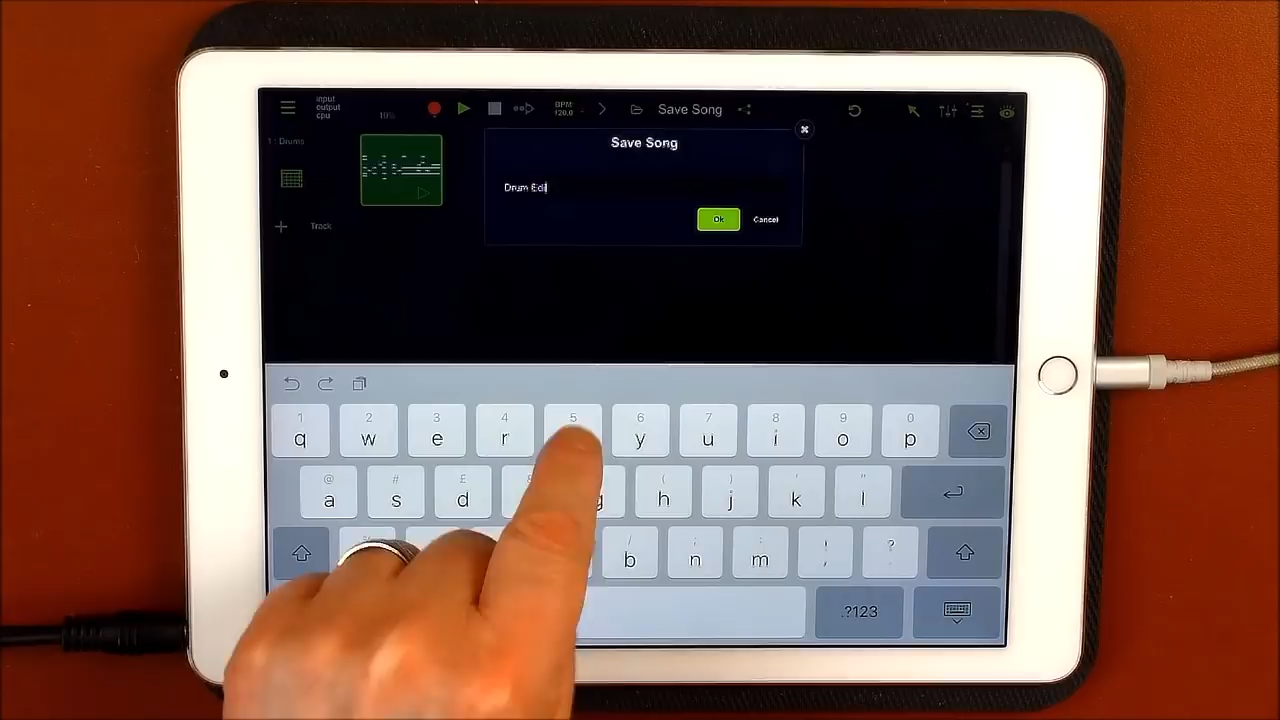 input
output
cpu
10%
BPM
120.0
Save Song
1 : Drums
Save Song
Drum Edi
Ok
Cancel
Track
1 2 3 4 5 6 7 8 9 0
q w e r y u i o p
@ # £ ( ) ' "
a s d g h j k l
/ ; : ! ?
b n m , .
.?123